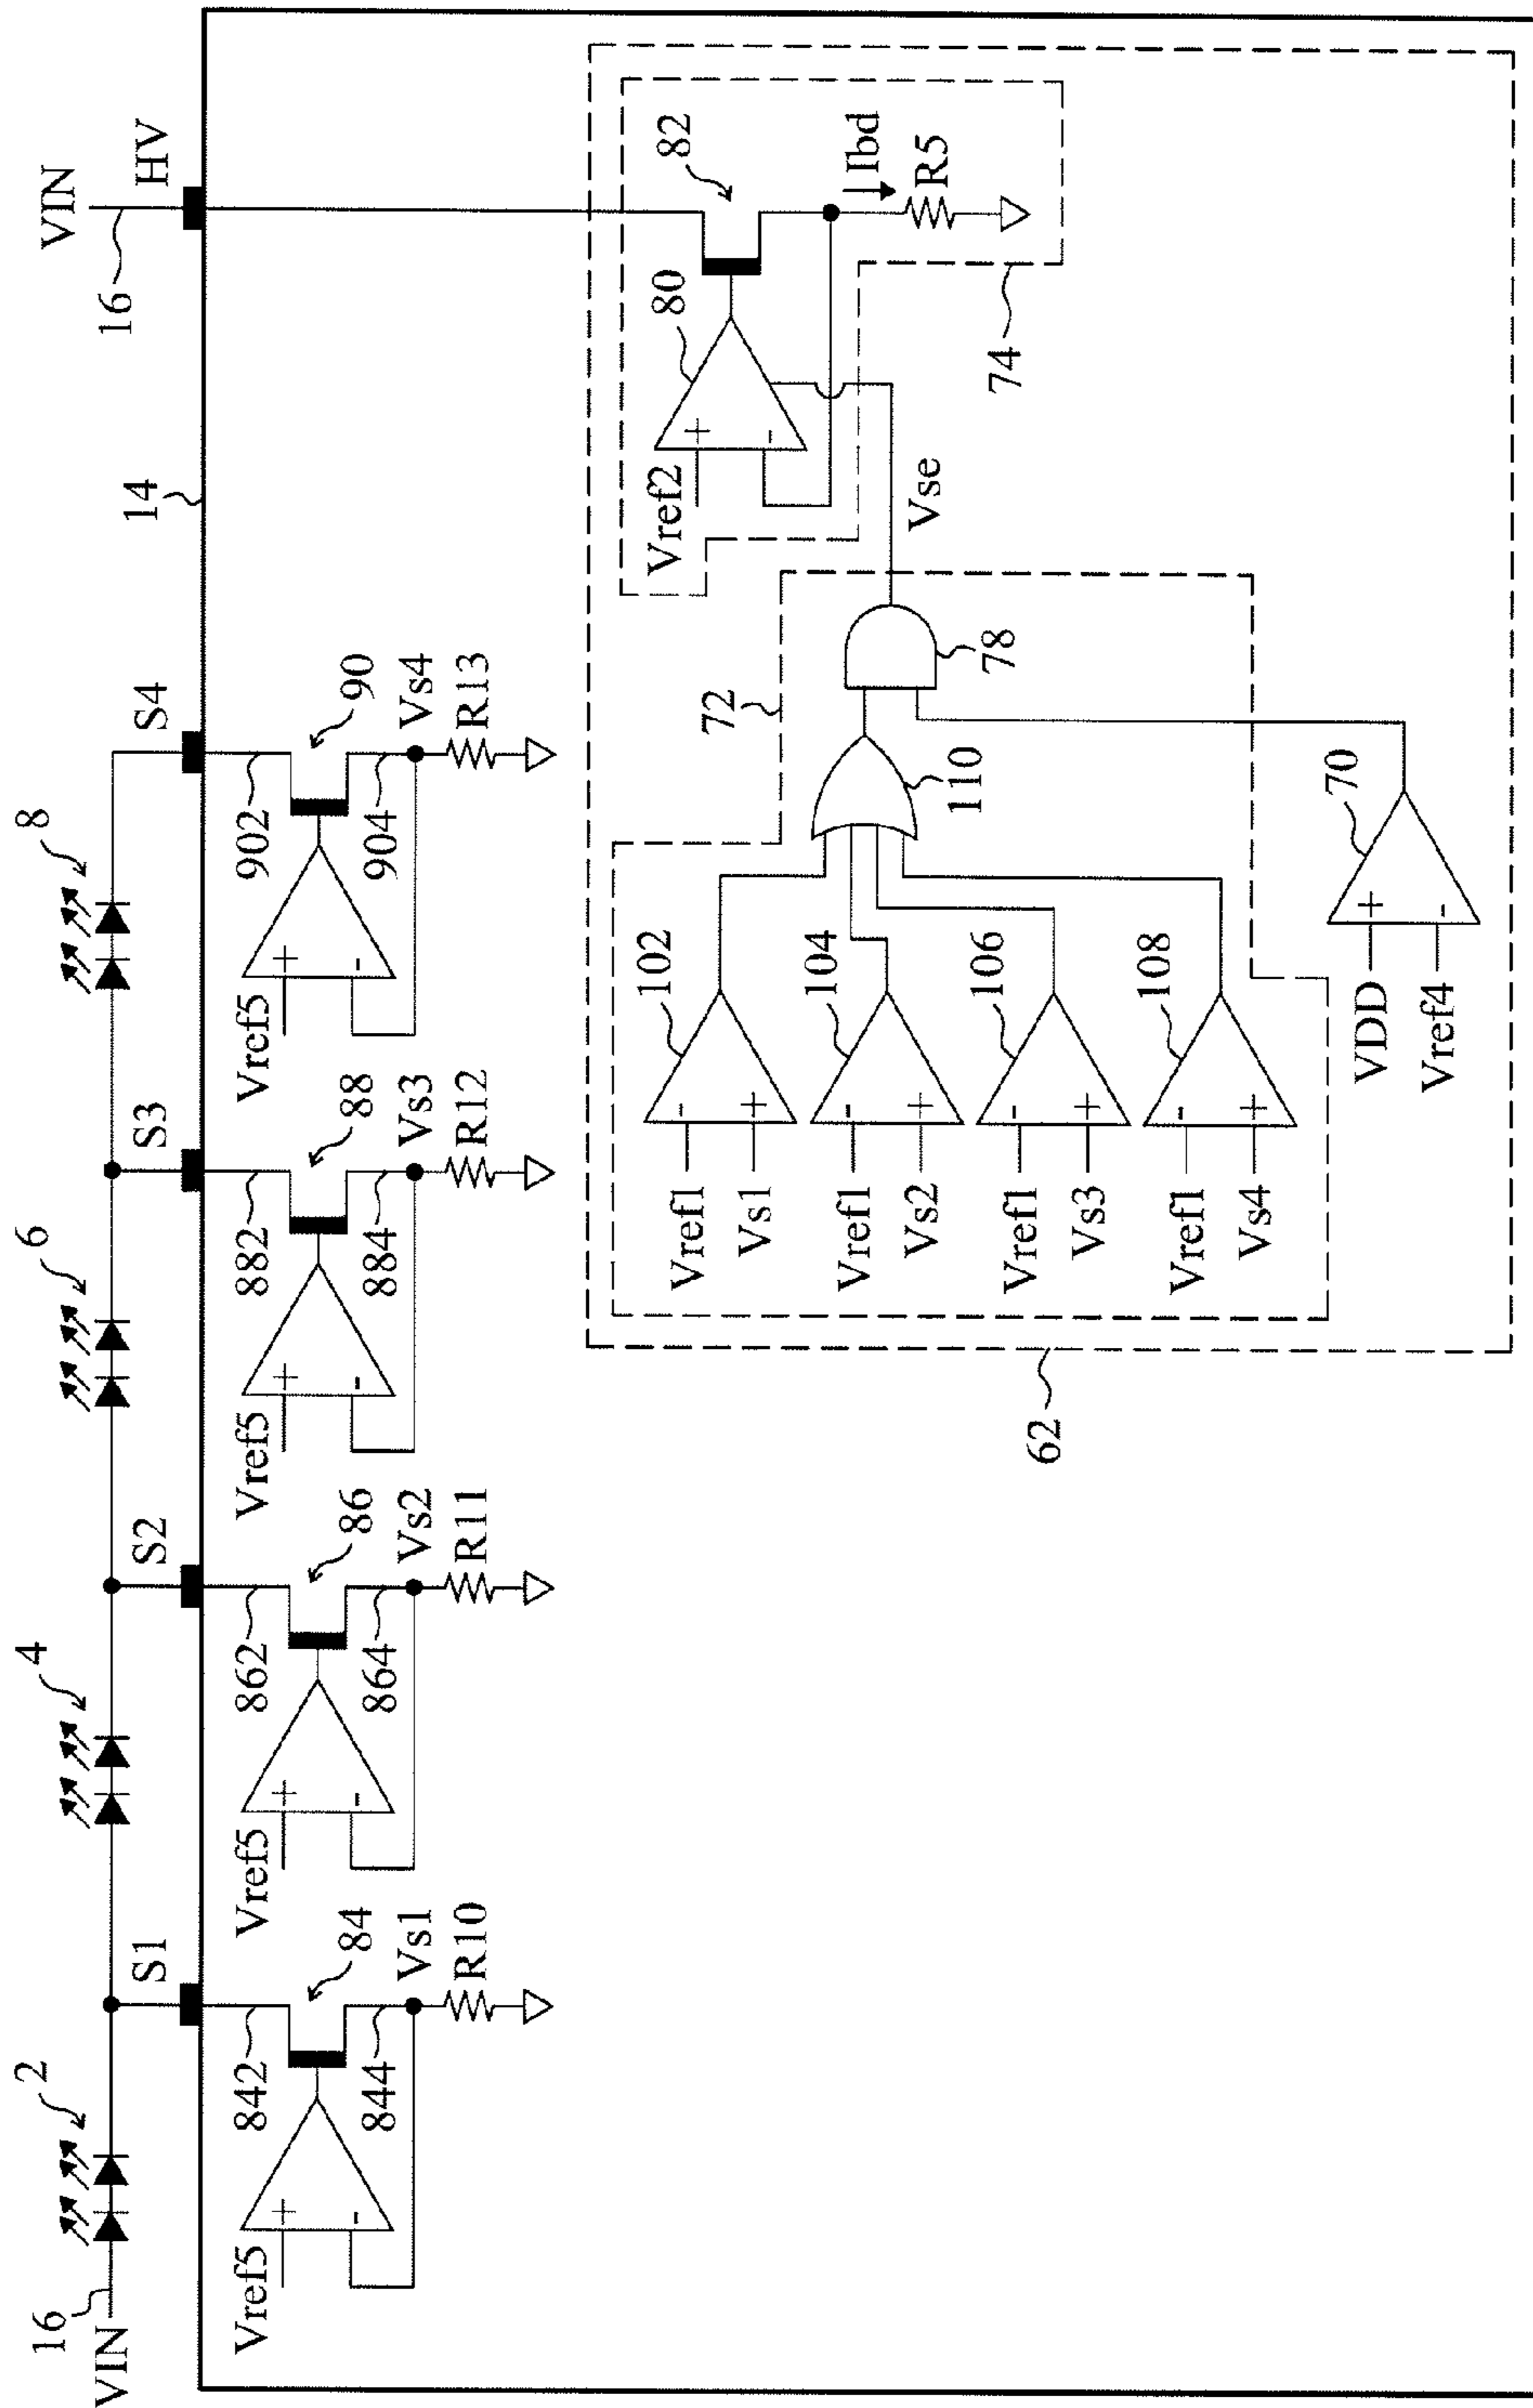 VIN
16
2
4
6
8
VIN
16
S1
S2
S3
S4
14
HV
Vref5
842
84
844
Vs1
R10
Vref5
862
86
864
Vs2
R11
Vref5
882
88
884
Vs3
R12
Vref5
902
90
904
Vs4
R13
+
-
+
-
+
-
+
-
62
72
Vref1
-
Vs1
+
102
Vref1
-
Vs2
+
104
Vref1
-
Vs3
+
106
Vref1
-
Vs4
+
108
110
78
VDD
+
Vref4
-
70
Vse
Vref2
+
-
80
82
Ibd
R5
74